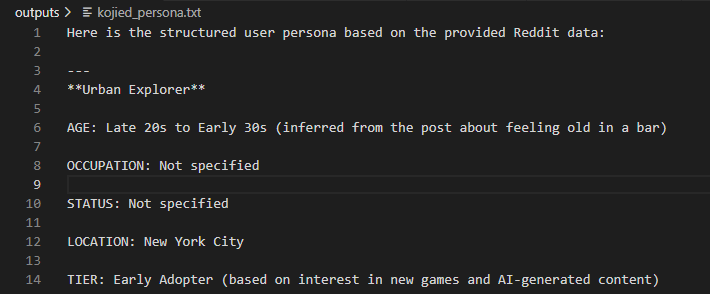 outputs > kojied_persona.txt
1 Here is the structured user persona based on the provided Reddit data:
2
3 ---
4 **Urban Explorer**
5
6 AGE: Late 20s to Early 30s (inferred from the post about feeling old in a bar)
7
8 OCCUPATION: Not specified
9
10 STATUS: Not specified
11
12 LOCATION: New York City
13
14 TIER: Early Adopter (based on interest in new games and AI-generated content)